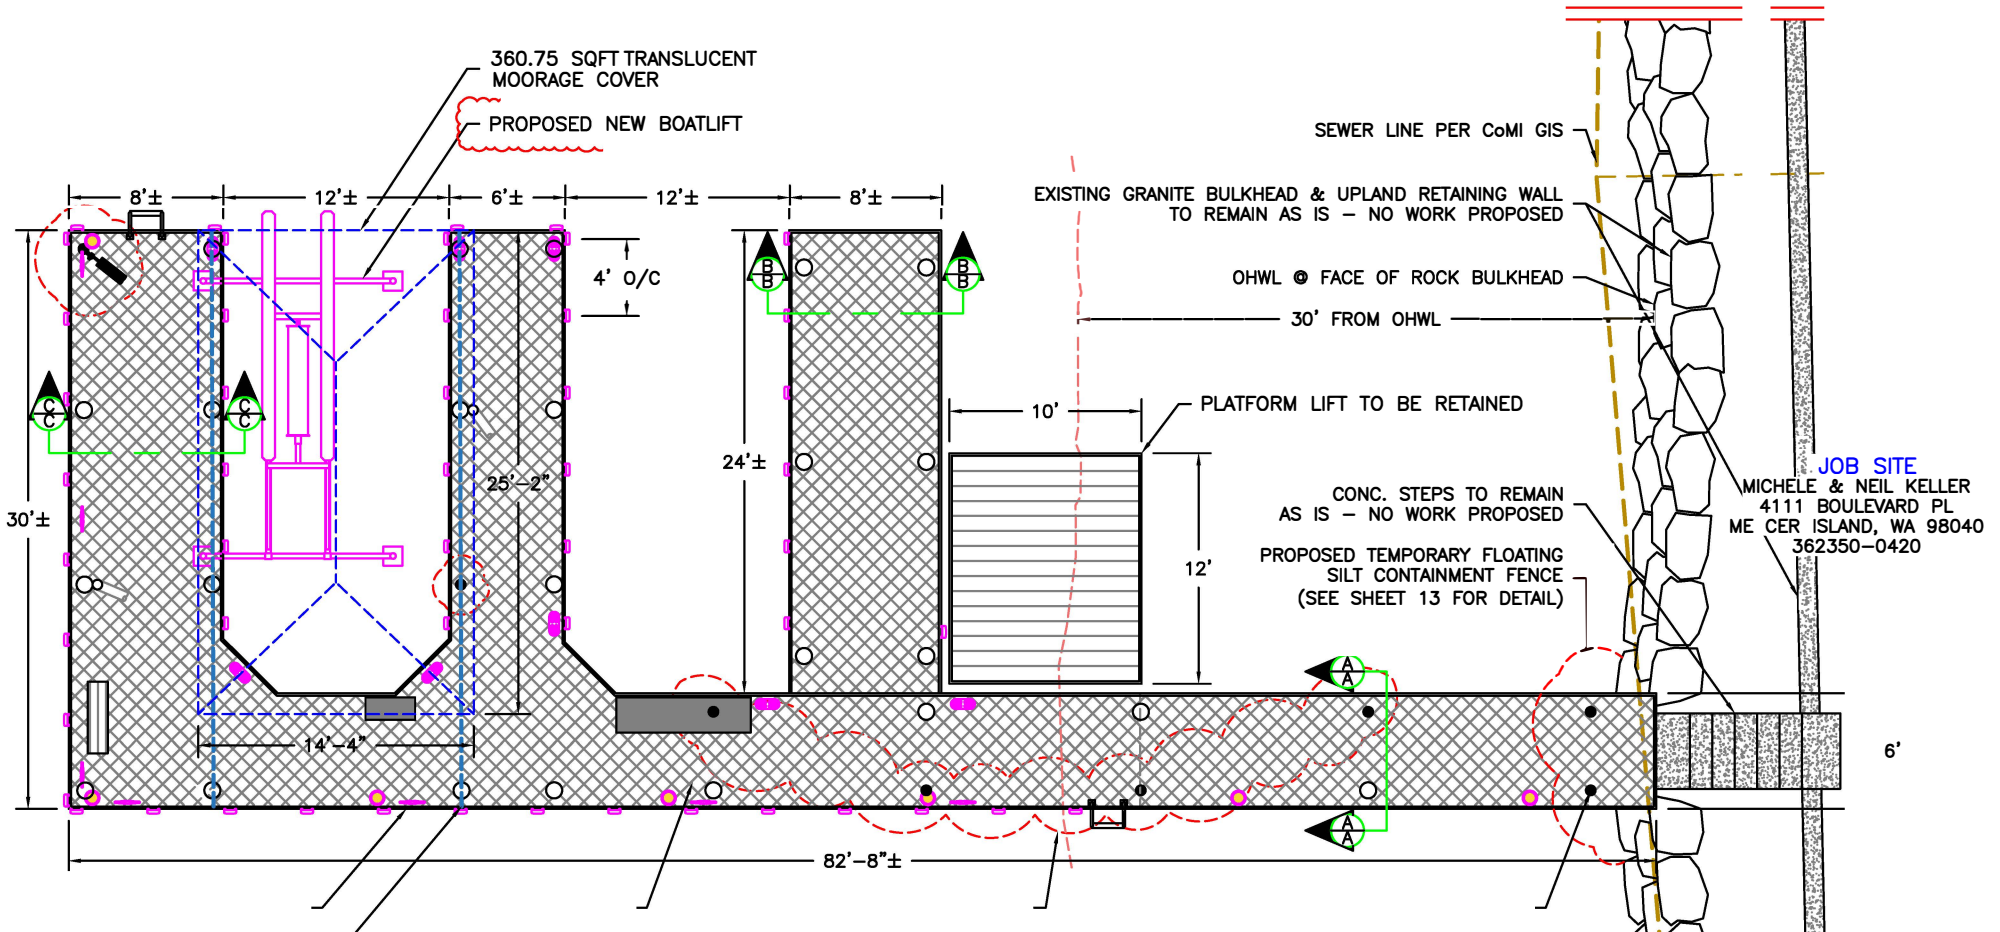 360.75 SQFT TRANSLUCENT
MOORAGE COVER
PROPOSED NEW BOATLIFT
SEWER LINE PER CoMI GIS
8'±
12'±
6'±
12'±
8'±
EXISTING GRANITE BULKHEAD & UPLAND RETAINING WALL
TO REMAIN AS IS – NO WORK PROPOSED
B
B
B
B
4' O/C
OHWL @ FACE OF ROCK BULKHEAD
30' FROM OHWL
C
C
C
C
10'
PLATFORM LIFT TO BE RETAINED
24'±
25'-2"
30'±
12'
CONC. STEPS TO REMAIN
AS IS – NO WORK PROPOSED
JOB SITE
MICHELE & NEIL KELLER
4111 BOULEVARD PL
ME CER ISLAND, WA 98040
362350-0420
PROPOSED TEMPORARY FLOATING
SILT CONTAINMENT FENCE
(SEE SHEET 13 FOR DETAIL)
A
A
14'-4"
6'
A
A
82'-8"±